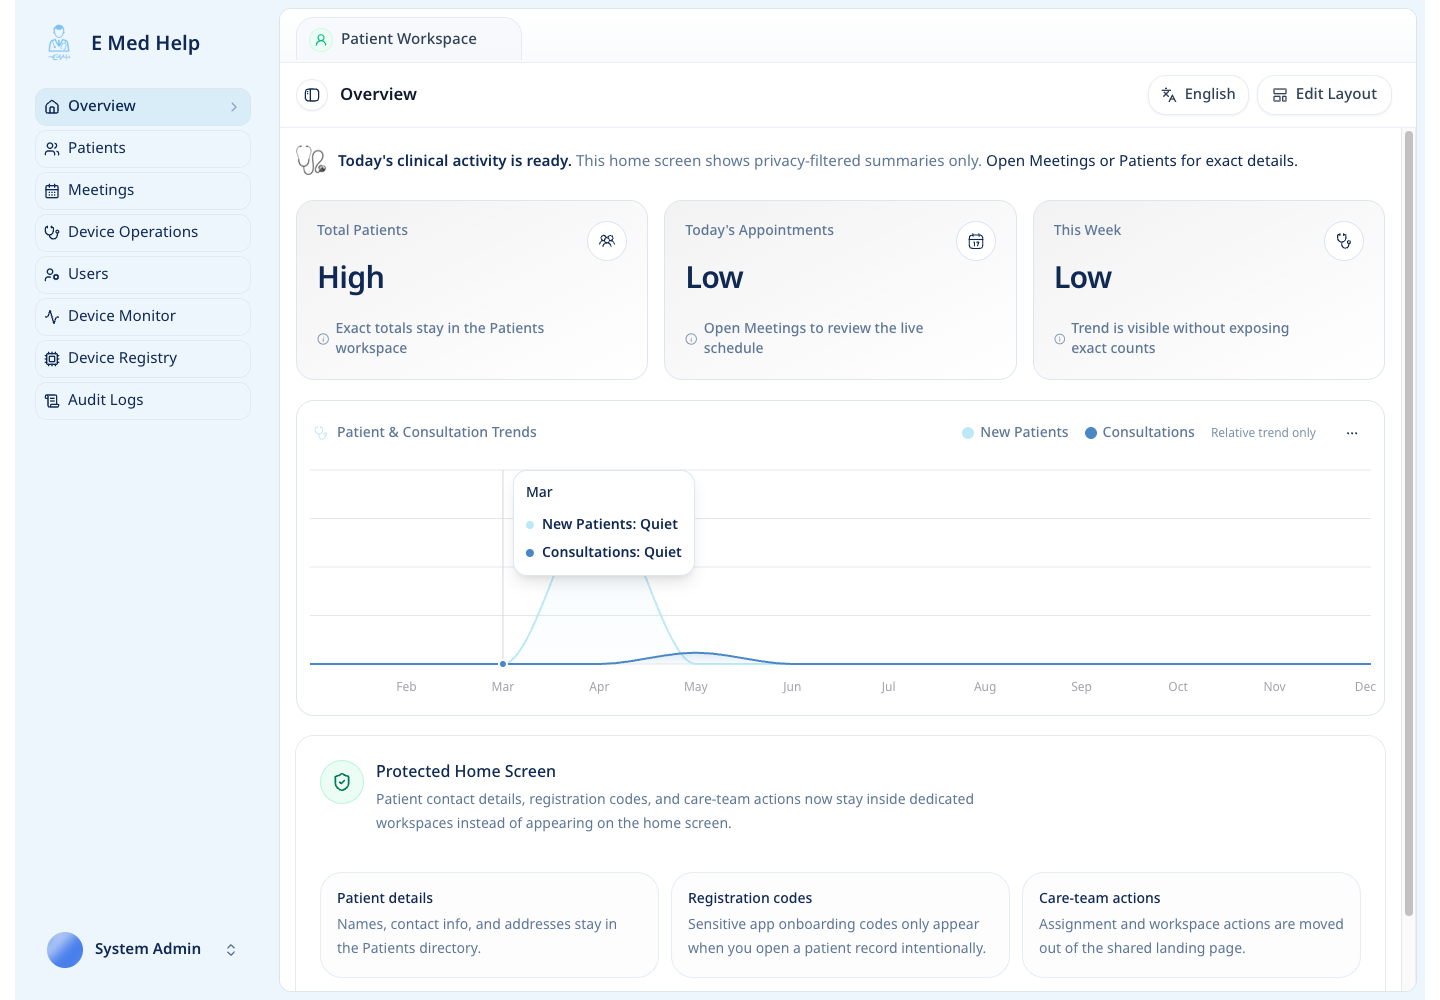 E Med Help
Overview
Patients
Meetings
Device Operations
Users
Device Monitor
Device Registry
Audit Logs
System Admin
Patient Workspace
Overview
English
Edit Layout
Today's clinical activity is ready. This home screen shows privacy-filtered summaries only. Open Meetings or Patients for exact details.
Total Patients
High
Exact totals stay in the Patients
workspace
Today's Appointments
17
Low
Open Meetings to review the live
schedule
This Week
Low
Trend is visible without exposing
exact counts
Patient & Consultation Trends
New Patients
Consultations
Relative trend only
Mar
New Patients: Quiet
Consultations: Quiet
Feb
Mar
Apr
May
Jun
Jul
Aug
Sep
Oct
Nov
Dec
Protected Home Screen
Patient contact details, registration codes, and care-team actions now stay inside dedicated
workspaces instead of appearing on the home screen.
Patient details
Names, contact info, and addresses stay in
the Patients directory.
Registration codes
Sensitive app onboarding codes only appear
when you open a patient record intentionally.
Care-team actions
Assignment and workspace actions are moved
out of the shared landing page.